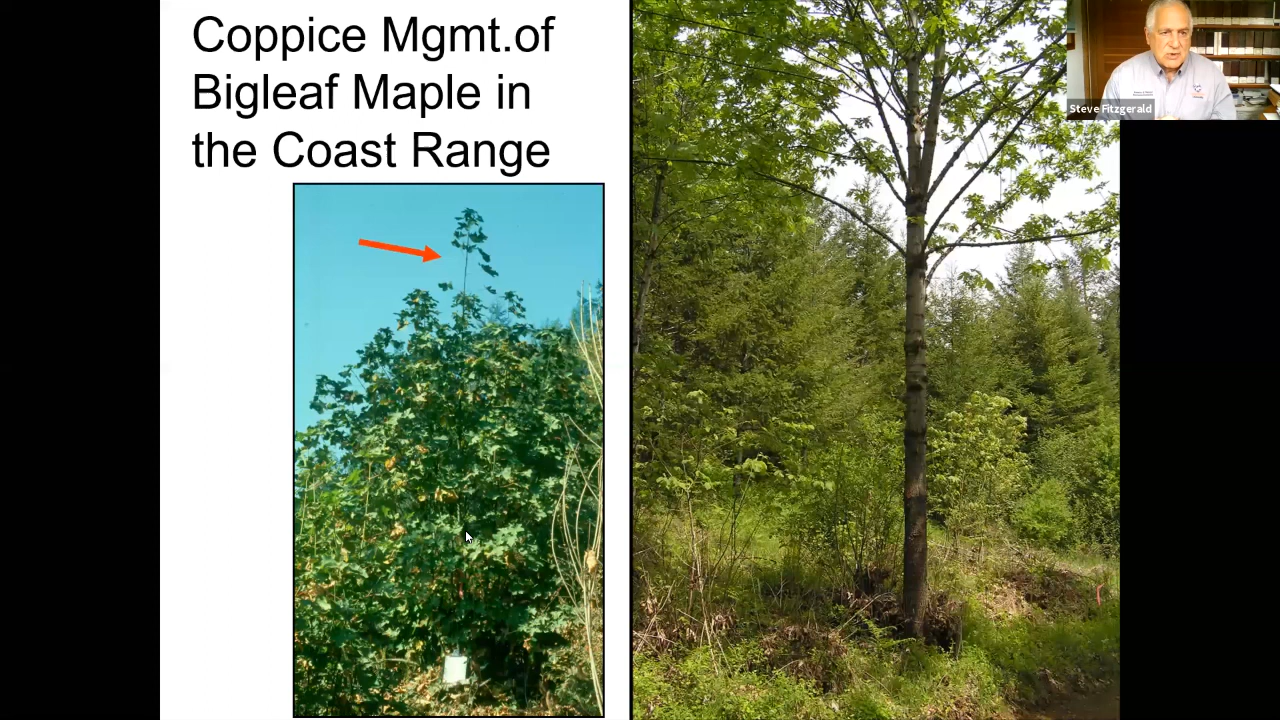 Coppice Mgmt.of
Bigleaf Maple in
the Coast Range
Steve Fitzgerald